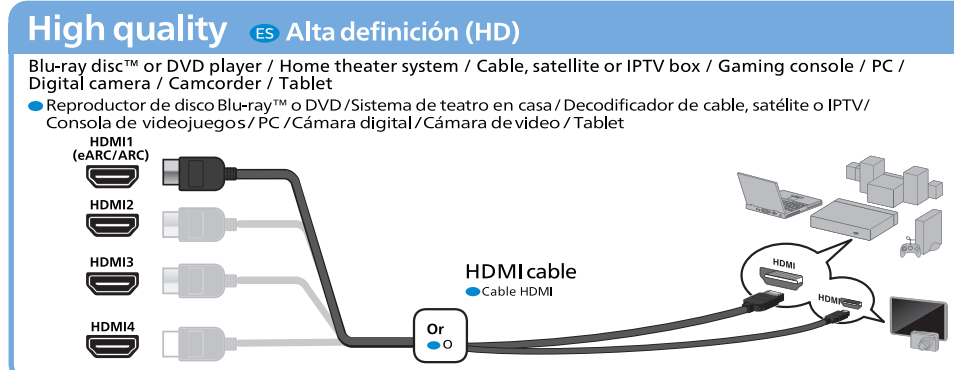 High quality ES Alta definición (HD)
Blu-ray disc™ or DVD player / Home theater system / Cable, satellite or IPTV box / Gaming console / PC /
Digital camera / Camcorder / Tablet
Reproductor de disco Blu-ray™ o DVD / Sistema de teatro en casa / Decodificador de cable, satélite o IPTV /
Consola de videojuegos / PC / Cámara digital / Cámara de video / Tablet
HDMI1
(eARC/ARC)
HDMI2
HDMI3
HDMI4
HDMI cable
Cable HDMI
Or
O
HDMI
HDMI